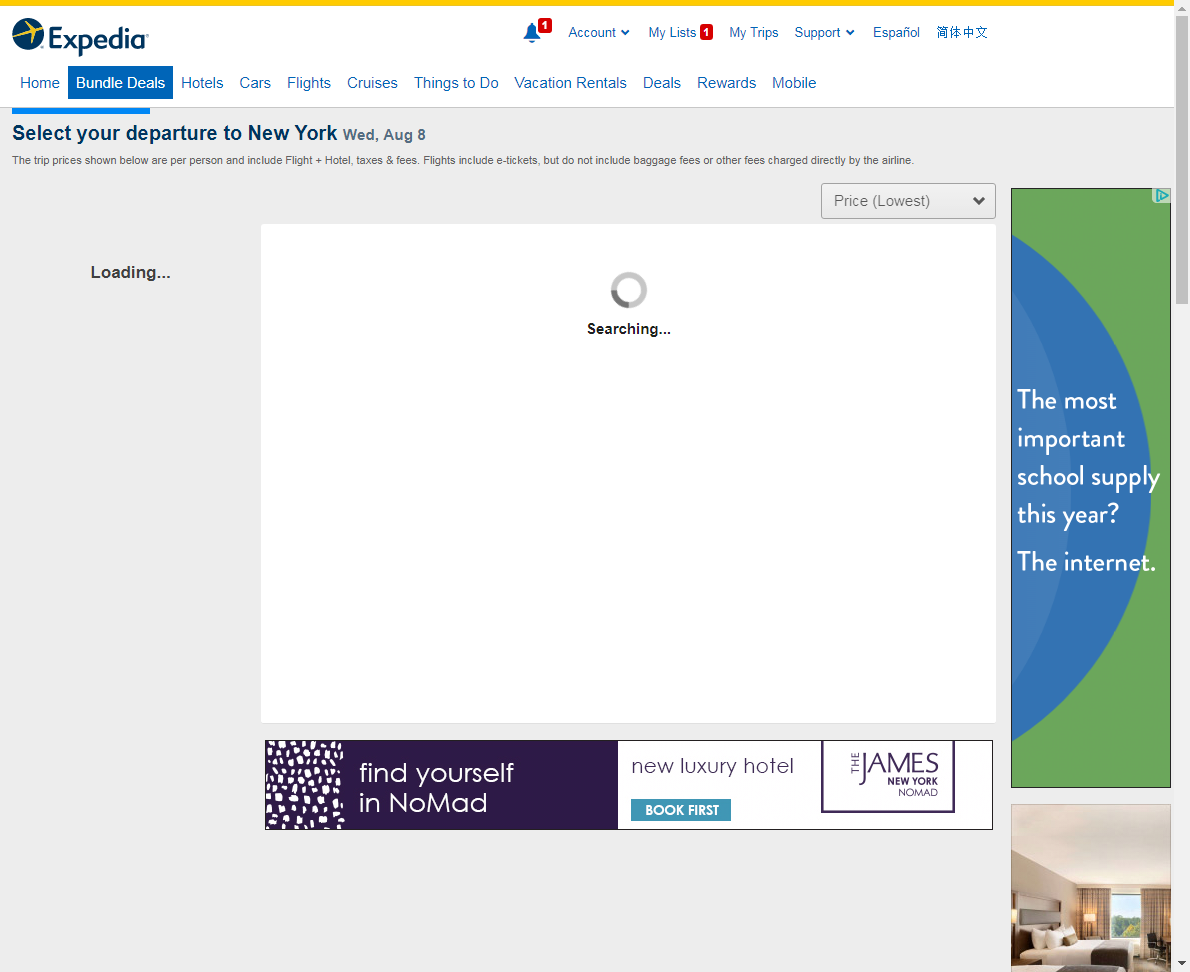 Expedia
1
Account
My Lists 1
My Trips
Support
Español
简体中文
Home
Bundle Deals
Hotels
Cars
Flights
Cruises
Things to Do
Vacation Rentals
Deals
Rewards
Mobile
Select your departure to New York Wed, Aug 8
The trip prices shown below are per person and include Flight + Hotel, taxes & fees. Flights include e-tickets, but do not include baggage fees or other fees charged directly by the airline.
Price (Lowest)
Loading...
Searching...
The most
important
school supply
this year?
The internet.
find yourself
in NoMad
new luxury hotel
BOOK FIRST
THE JAMES
NEW YORK
NOMAD